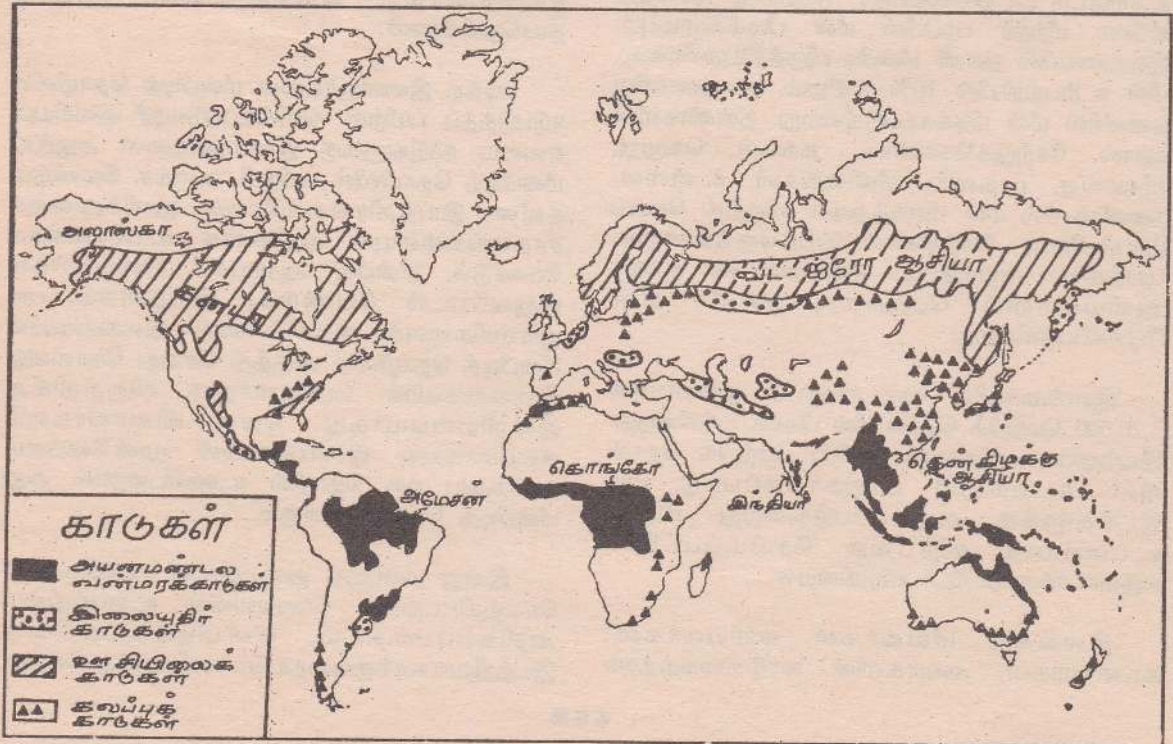 அலாஸ்கா
கனடா
வட-ஐரோ ஆசியா
கொங்கோ
அமேசன்
இந்தியா
தென்கிழக்கு
ஆசியா
காடுகள்
அயனமண்டல
வன்மரக்காடுகள்
இலையுதிர்
காடுகள்
ஊசியிலைக்
காடுகள்
கலப்புக்
காடுகள்